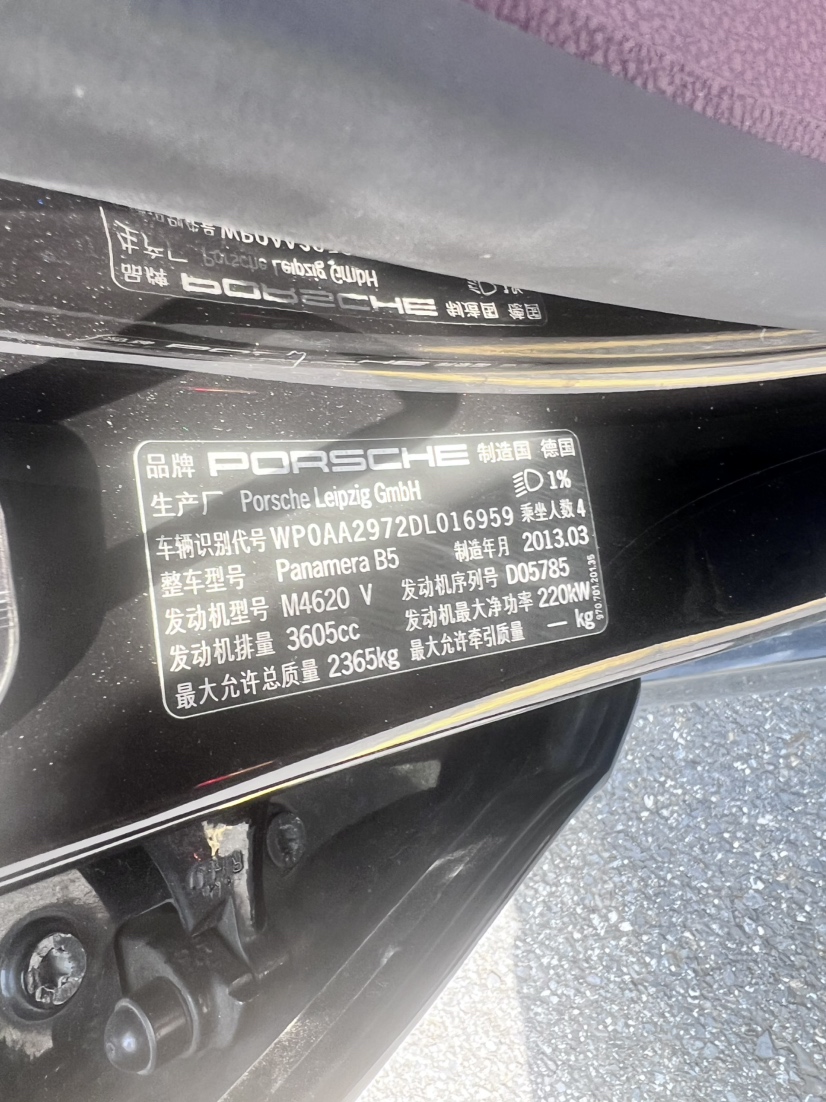 品牌 PORSCHE 制造国 德国
生产厂 Porsche Leipzig GmbH 1%
车辆识别代号 WP0AA2972DL016959 乘坐人数 4
整车型号 Panamera B5 制造年月 2013.03
发动机型号 M4620 V 发动机序列号 D05785
发动机排量 3605cc 发动机最大净功率 220kW
最大允许总质量 2365kg 最大允许牵引质量 — kg
970.701.201.35